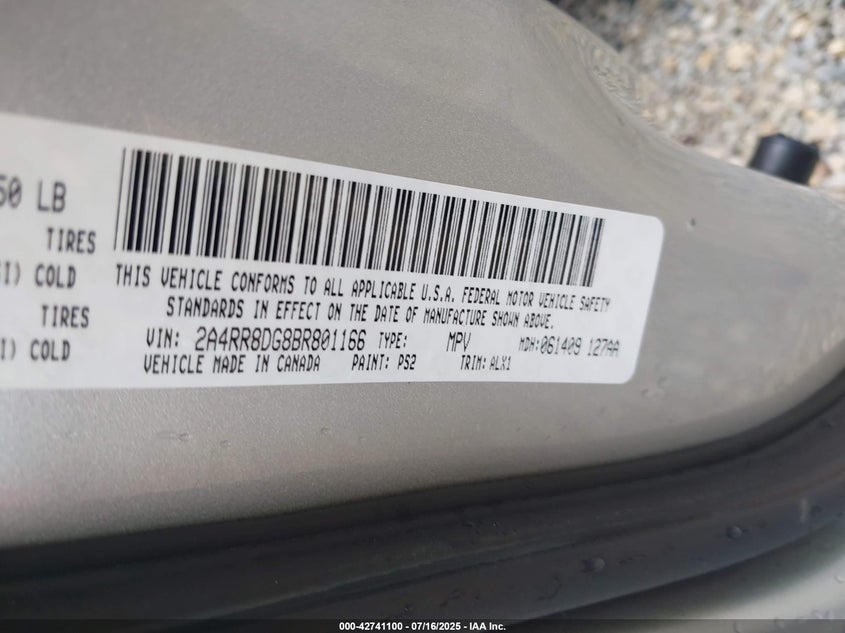 50 LB
TIRES
I) COLD
TIRES
I) COLD
THIS VEHICLE CONFORMS TO ALL APPLICABLE U.S.A. FEDERAL MOTOR VEHICLE SAFETY
STANDARDS IN EFFECT ON THE DATE OF MANUFACTURE SHOWN ABOVE.
VIN: 2A4RR8DG8BR801166 TYPE: MPV MDH:061409 127AA
VEHICLE MADE IN CANADA PAINT: PS2 TRIM: ALX1
000-42741100 - 07/16/2025 - IAA Inc.